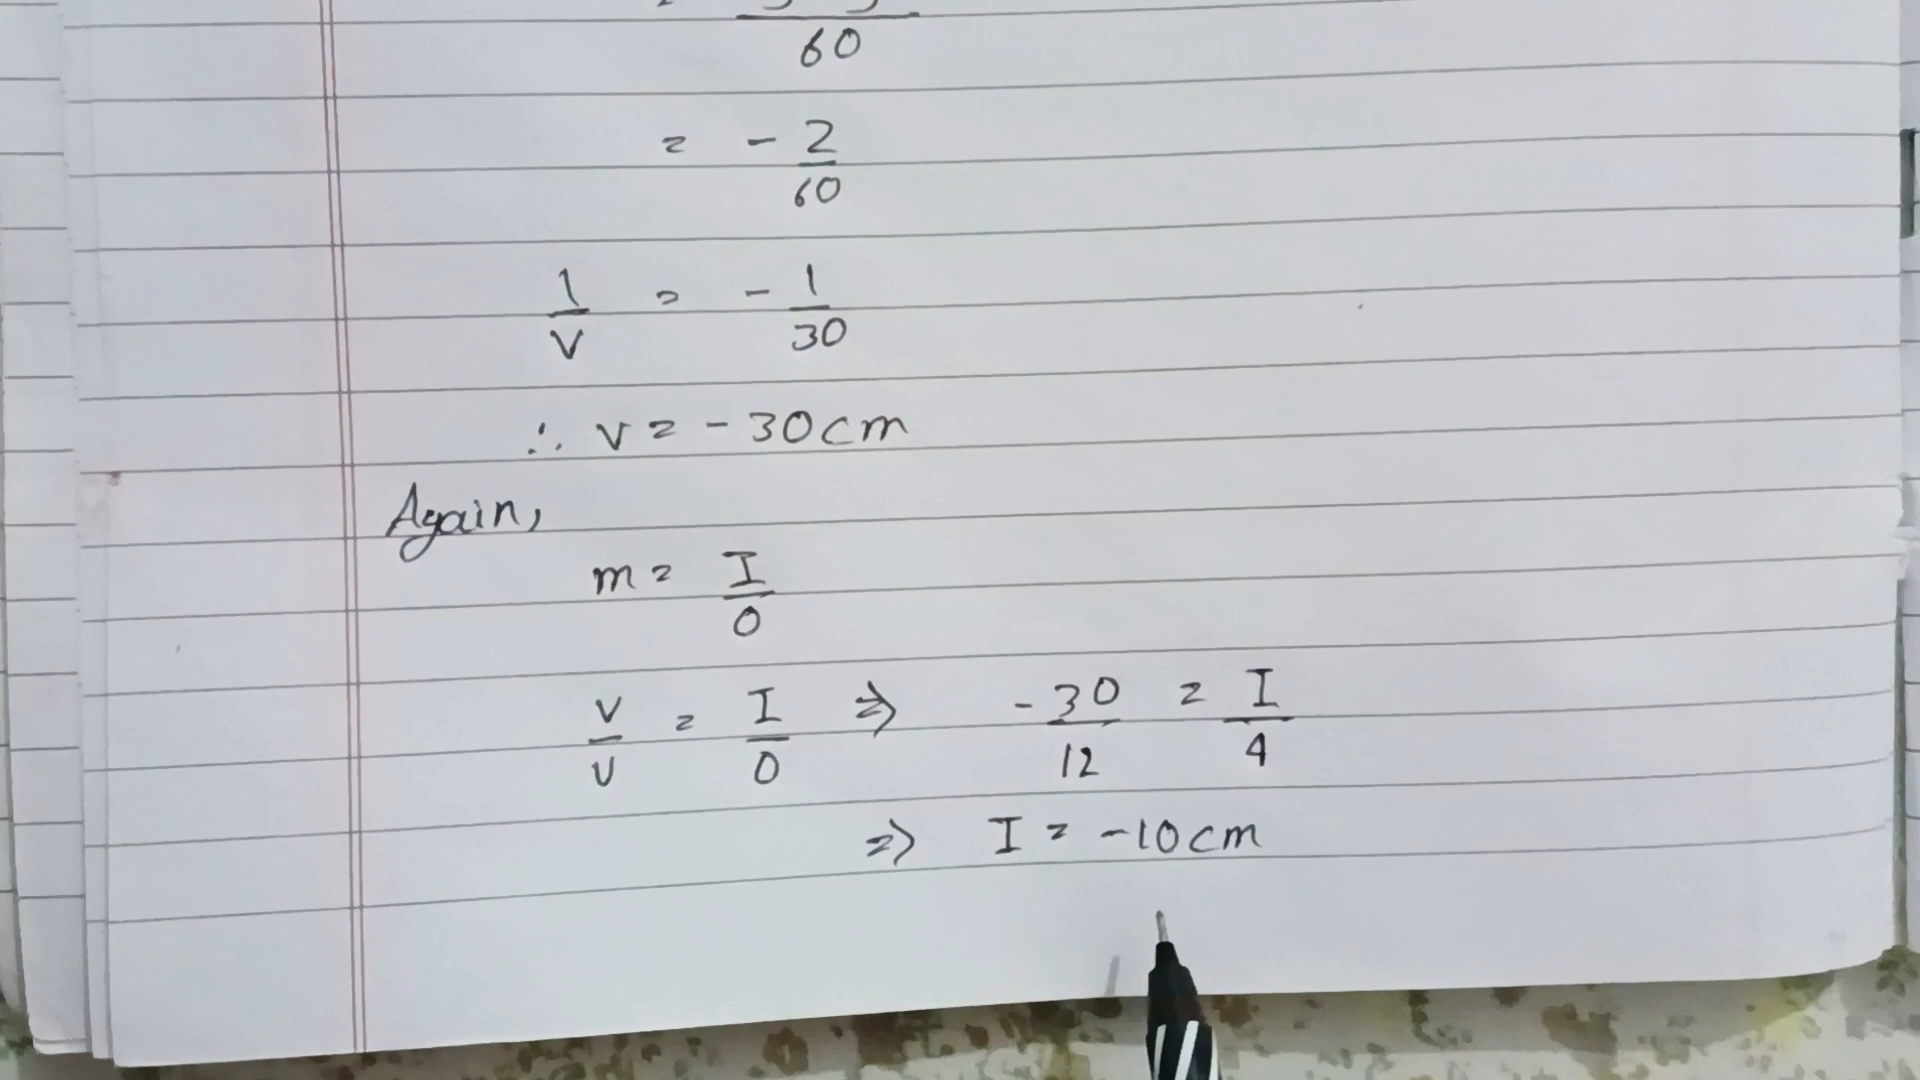 60
= - 2/60
1/V = - 1/30
∴ V = - 30cm
Again,
m = I/O
V/U = I/O ⇒ -30/12 = I/4
⇒ I = -10cm